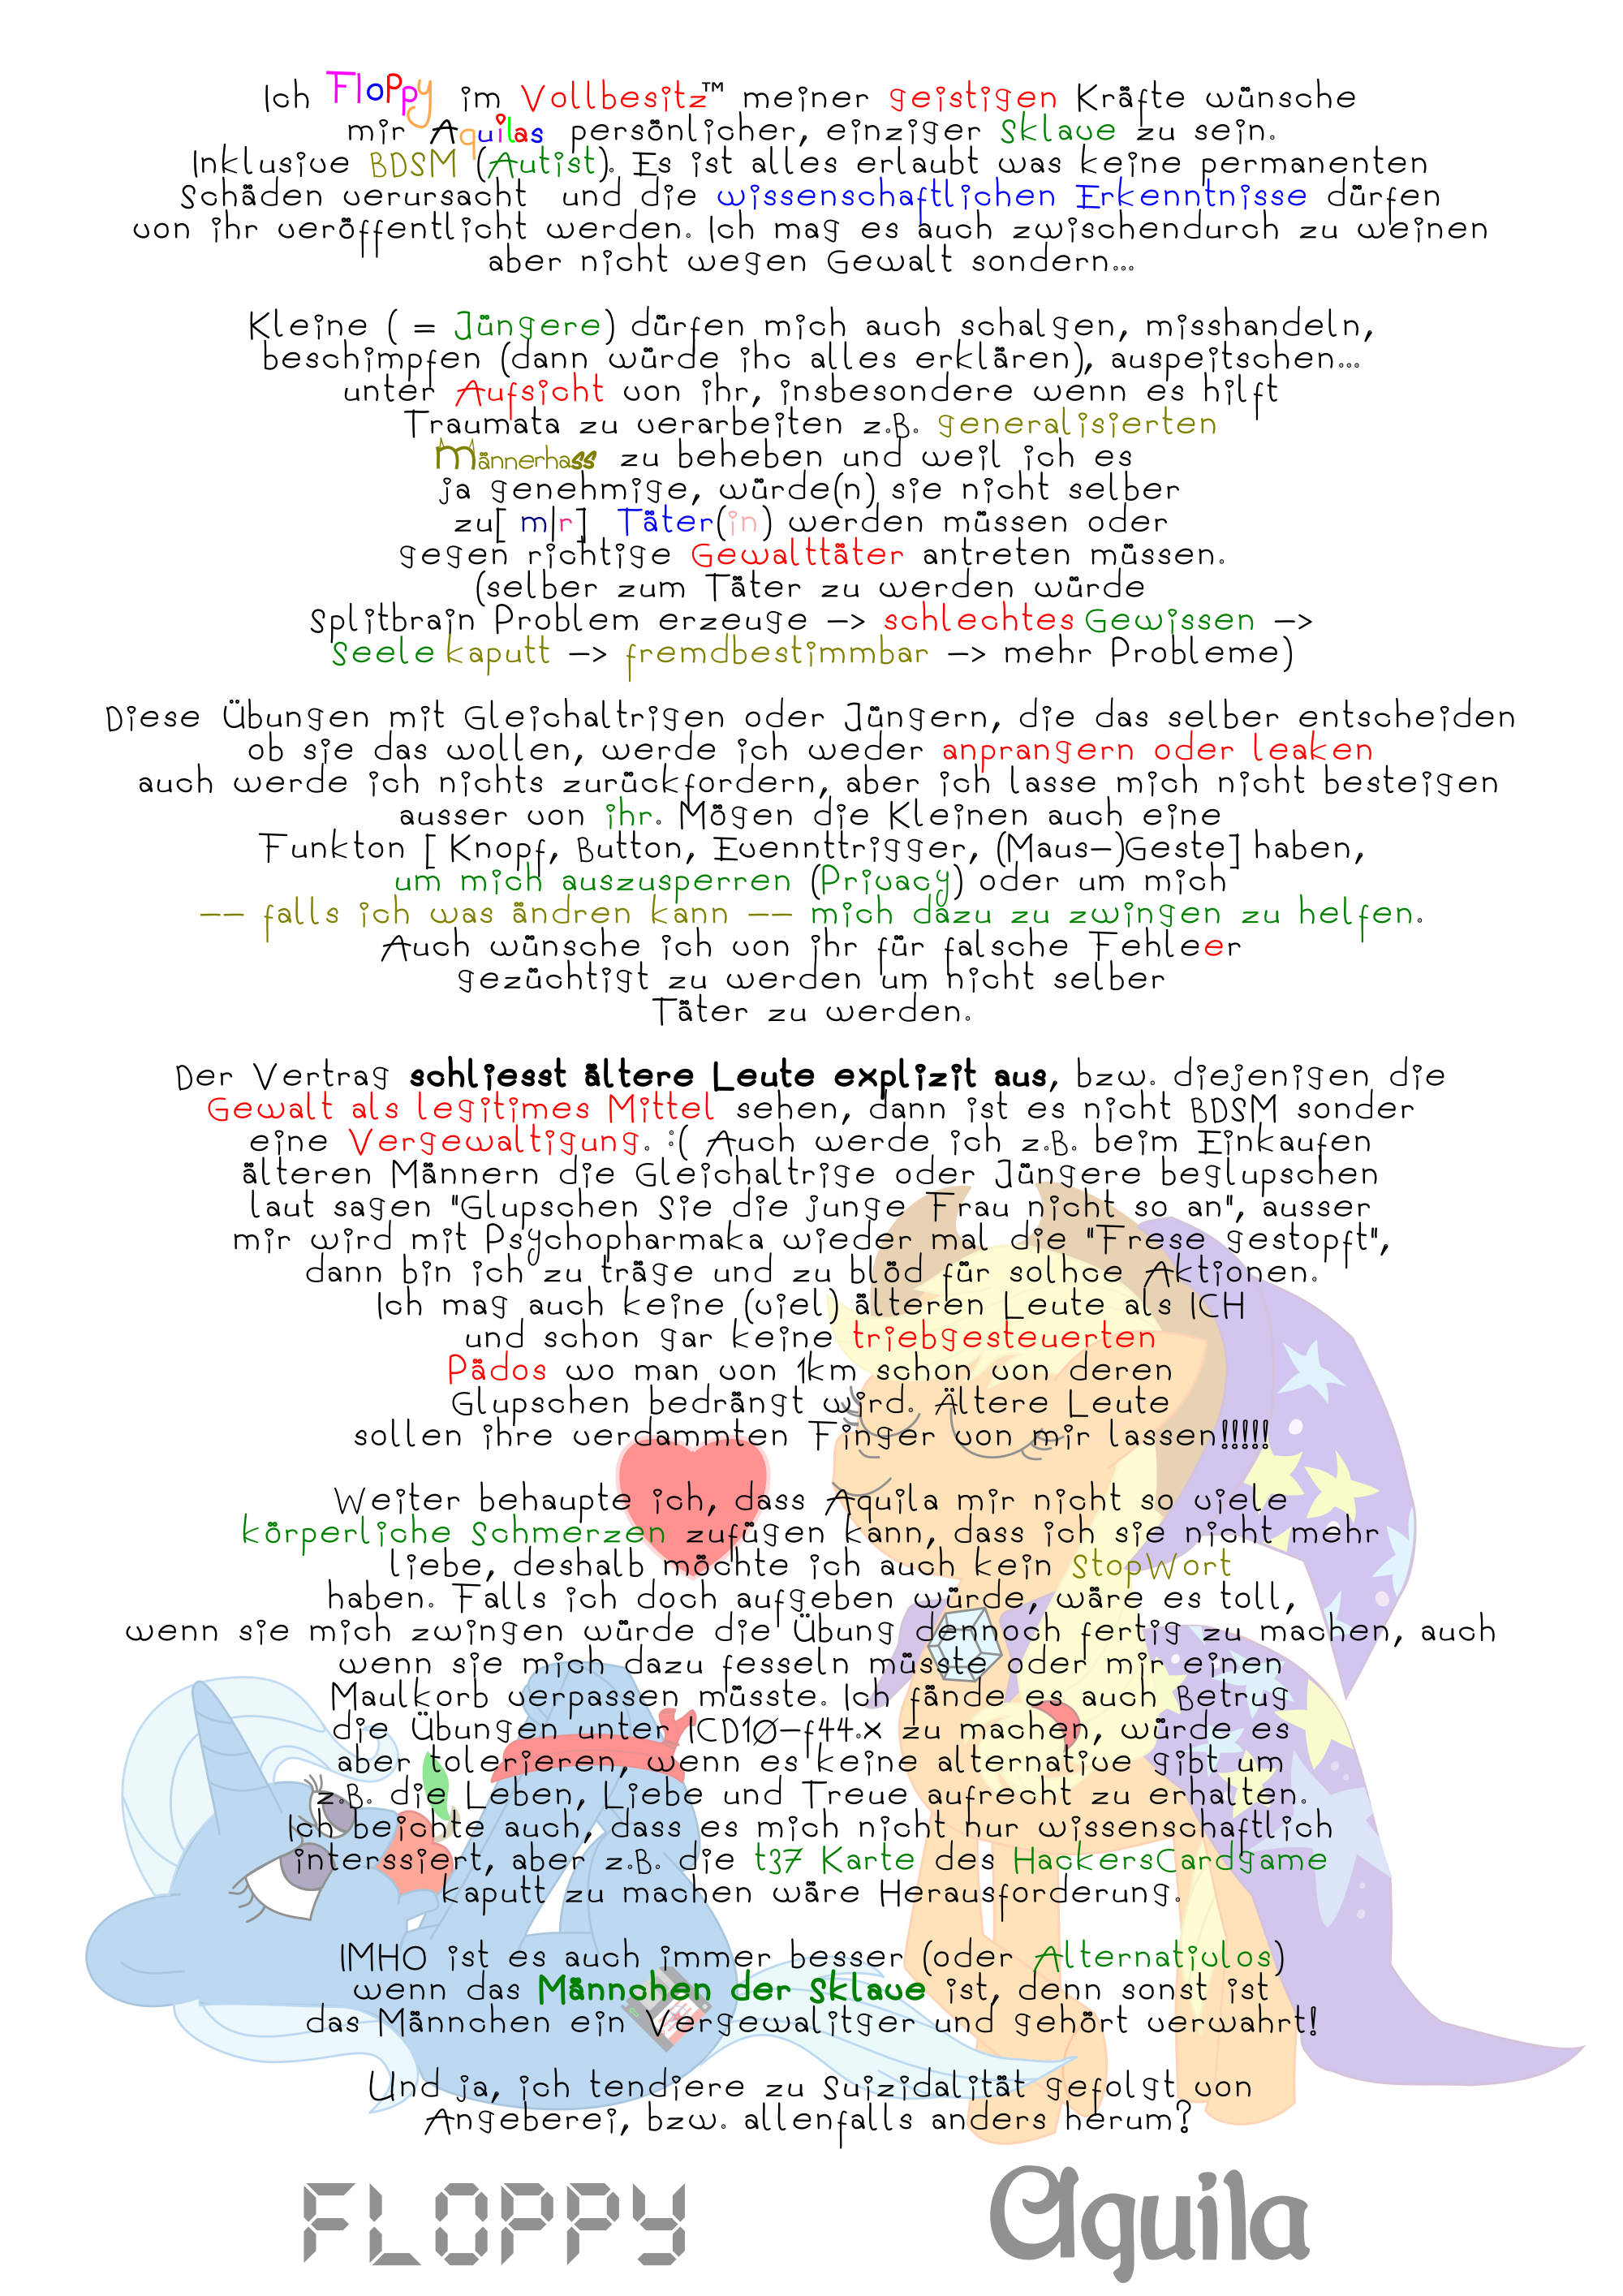 Ich Floppy im Vollbesitz™ meiner geistigen Kräfte wünsche
mir Aquilas persönlicher, einziger Sklave zu sein.
Inklusive BDSM (Autist). Es ist alles erlaubt was keine permanenten
Schäden verursacht und die wissenschaftlichen Erkenntnisse dürfen
von ihr veröffentlicht werden. Ich mag es auch zwischendurch zu weinen
aber nicht wegen Gewalt sondern...
Kleine ( = Jüngere) dürfen mich auch schalgen, misshandeln,
beschimpfen (dann würde ihc alles erklären), auspeitschen...
unter Aufsicht von ihr, insbesondere wenn es hilft
Traumata zu verarbeiten z.B. generalisierten
Männerhass zu beheben und weil ich es
ja genehmige, würde(n) sie nicht selber
zu[ m|r] Täter(in) werden müssen oder
gegen richtige Gewalttäter antreten müssen.
(selber zum Täter zu werden würde
Splitbrain Problem erzeuge -> schlechtes Gewissen ->
Seele kaputt -> fremdbestimmbar -> mehr Probleme)
Diese Übungen mit Gleichaltrigen oder Jüngern, die das selber entscheiden
ob sie das wollen, werde ich weder anprangern oder leaken
auch werde ich nichts zurückfordern, aber ich lasse mich nicht besteigen
ausser von ihr. Mögen die Kleinen auch eine
Funkton [ Knopf, Button, Evennttrigger, (Maus-)Geste] haben,
um mich auszusperren (Privacy) oder um mich
-- falls ich was ändren kann -- mich dazu zu zwingen zu helfen.
Auch wünsche ich von ihr für falsche Fehleer
gezüchtigt zu werden um nicht selber
Täter zu werden.
Der Vertrag schliesst ältere Leute explizit aus, bzw. diejenigen die
Gewalt als legitimes Mittel sehen, dann ist es nicht BDSM sonder
eine Vergewaltigung. :( Auch werde ich z.B. beim Einkaufen
älteren Männern die Gleichaltrige oder Jüngere beglupschen
laut sagen "Glupschen Sie die junge Frau nicht so an", ausser
mir wird mit Psychopharmaka wieder mal die "Frese gestopft",
dann bin ich zu träge und zu blöd für solhce Aktionen.
Ich mag auch keine (viel) älteren Leute als ICH
und schon gar keine triebgesteuerten
Pädos wo man von 1km schon von deren
Glupschen bedrängt wird. Ältere Leute
sollen ihre verdammten Finger von mir lassen!!!!!
Weiter behaupte ich, dass Aquila mir nicht so viele
körperliche Schmerzen zufügen kann, dass ich sie nicht mehr
liebe, deshalb möchte ich auch kein StopWort
haben. Falls ich doch aufgeben würde, wäre es toll,
wenn sie mich zwingen würde die Übung dennoch fertig zu machen, auch
wenn sie mich dazu fesseln müsste oder mir einen
Maulkorb verpassen müsste. Ich fände es auch Betrug
die Übungen unter ICD10-f44.x zu machen, würde es
aber tolerieren, wenn es keine alternative gibt um
z.B. die Leben, Liebe und Treue aufrecht zu erhalten.
Ich beichte auch, dass es mich nicht nur wissenschaftlich
interssiert, aber z.B. die t37 Karte des HackersCardgame
kaputt zu machen wäre Herausforderung.
IMHO ist es auch immer besser (oder Alternativlos)
wenn das Männchen der Sklave ist, denn sonst ist
das Männchen ein Vergewalitger und gehört verwahrt!
Und ja, ich tendiere zu Suizidalität gefolgt von
Angeberei, bzw. allenfalls anders herum?
FLOPPY Aquila